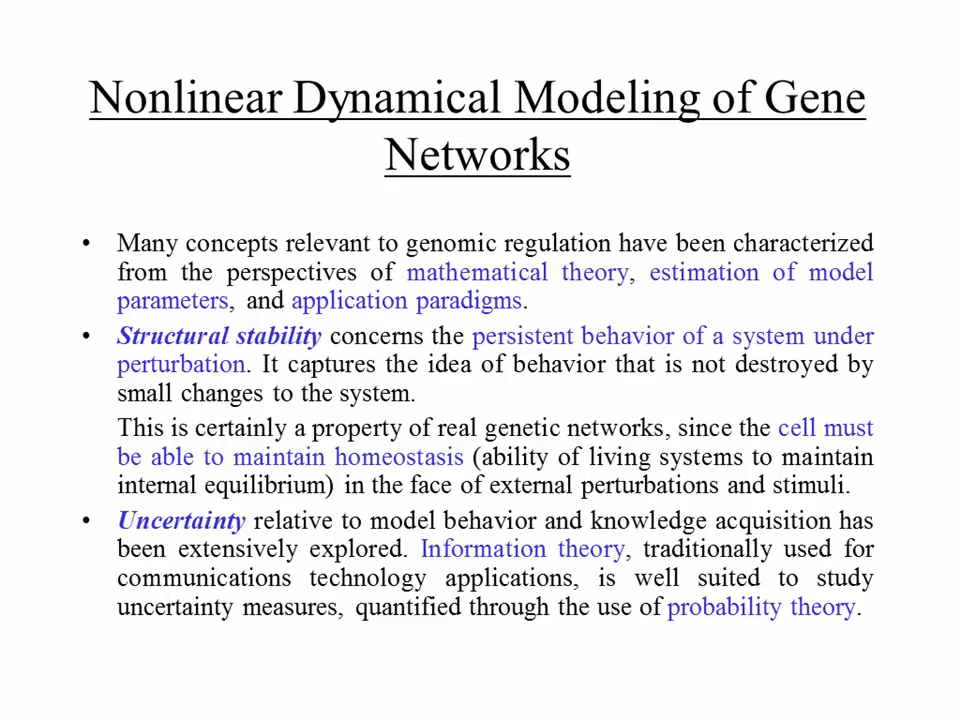 Nonlinear Dynamical Modeling of Gene
Networks
• Many concepts relevant to genomic regulation have been characterized
from the perspectives of mathematical theory, estimation of model
parameters, and application paradigms.
• Structural stability concerns the persistent behavior of a system under
perturbation. It captures the idea of behavior that is not destroyed by
small changes to the system.
This is certainly a property of real genetic networks, since the cell must
be able to maintain homeostasis (ability of living systems to maintain
internal equilibrium) in the face of external perturbations and stimuli.
• Uncertainty relative to model behavior and knowledge acquisition has
been extensively explored. Information theory, traditionally used for
communications technology applications, is well suited to study
uncertainty measures, quantified through the use of probability theory.